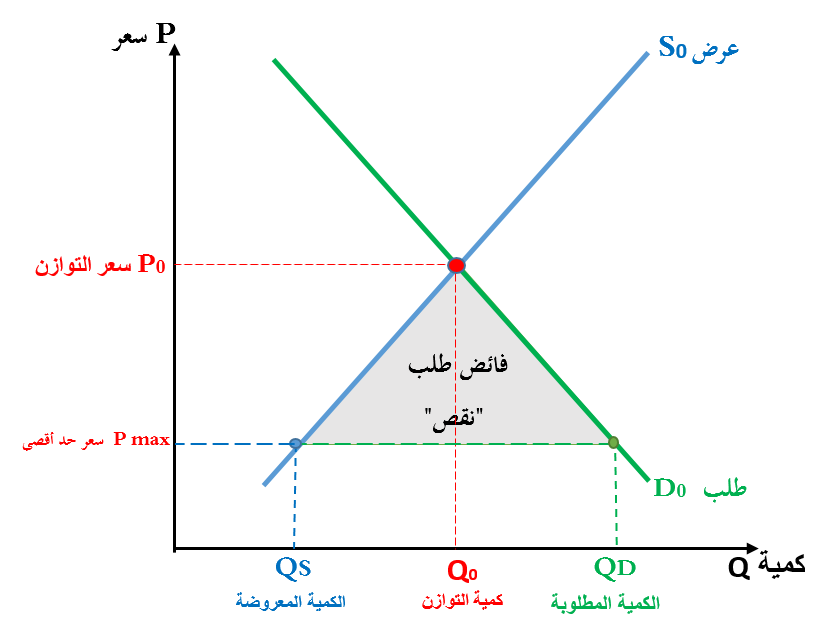 سعر P
عرض S0
سعر التوازن P0
فائض طلب
"نقص"
سعر حد أقصى P max
طلب D0
كمية Q
QS
Q0
QD
الكمية المعروضة
كمية التوازن
الكمية المطلوبة